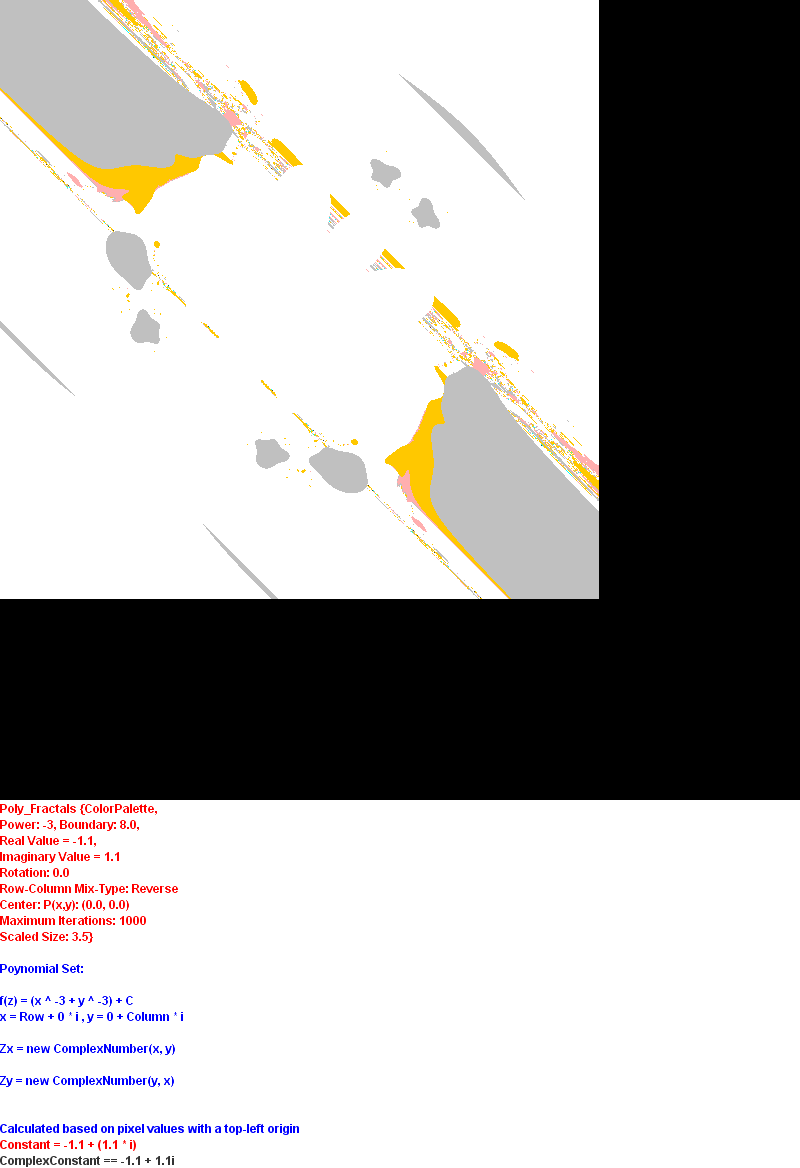 Poly_Fractals {ColorPalette,
Power: -3, Boundary: 8.0,
Real Value = -1.1,
Imaginary Value = 1.1
Rotation: 0.0
Row-Column Mix-Type: Reverse
Center: P(x,y): (0.0, 0.0)
Maximum Iterations: 1000
Scaled Size: 3.5}
Poynomial Set:
f(z) = (x ^ -3 + y ^ -3) + C
x = Row + 0 * i , y = 0 + Column * i
Zx = new ComplexNumber(x, y)
Zy = new ComplexNumber(y, x)
Calculated based on pixel values with a top-left origin
Constant = -1.1 + (1.1 * i)
ComplexConstant == -1.1 + 1.1i